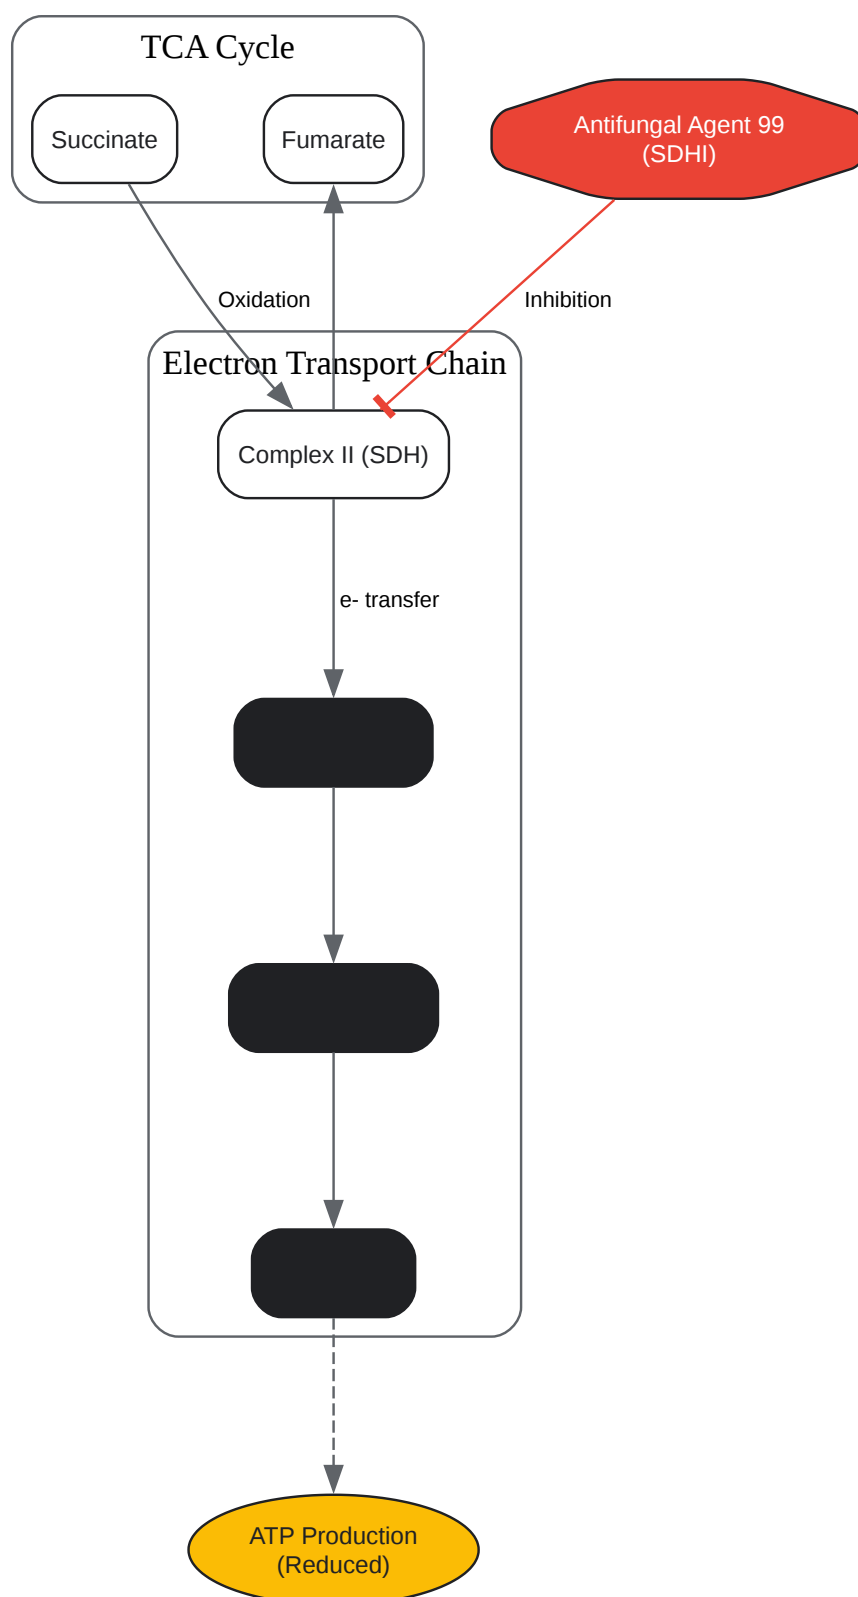 TCA Cycle
Succinate
Fumarate
Antifungal Agent 99
(SDHI)
Oxidation
Inhibition
Electron Transport Chain
Complex II (SDH)
e- transfer
ATP Production
(Reduced)